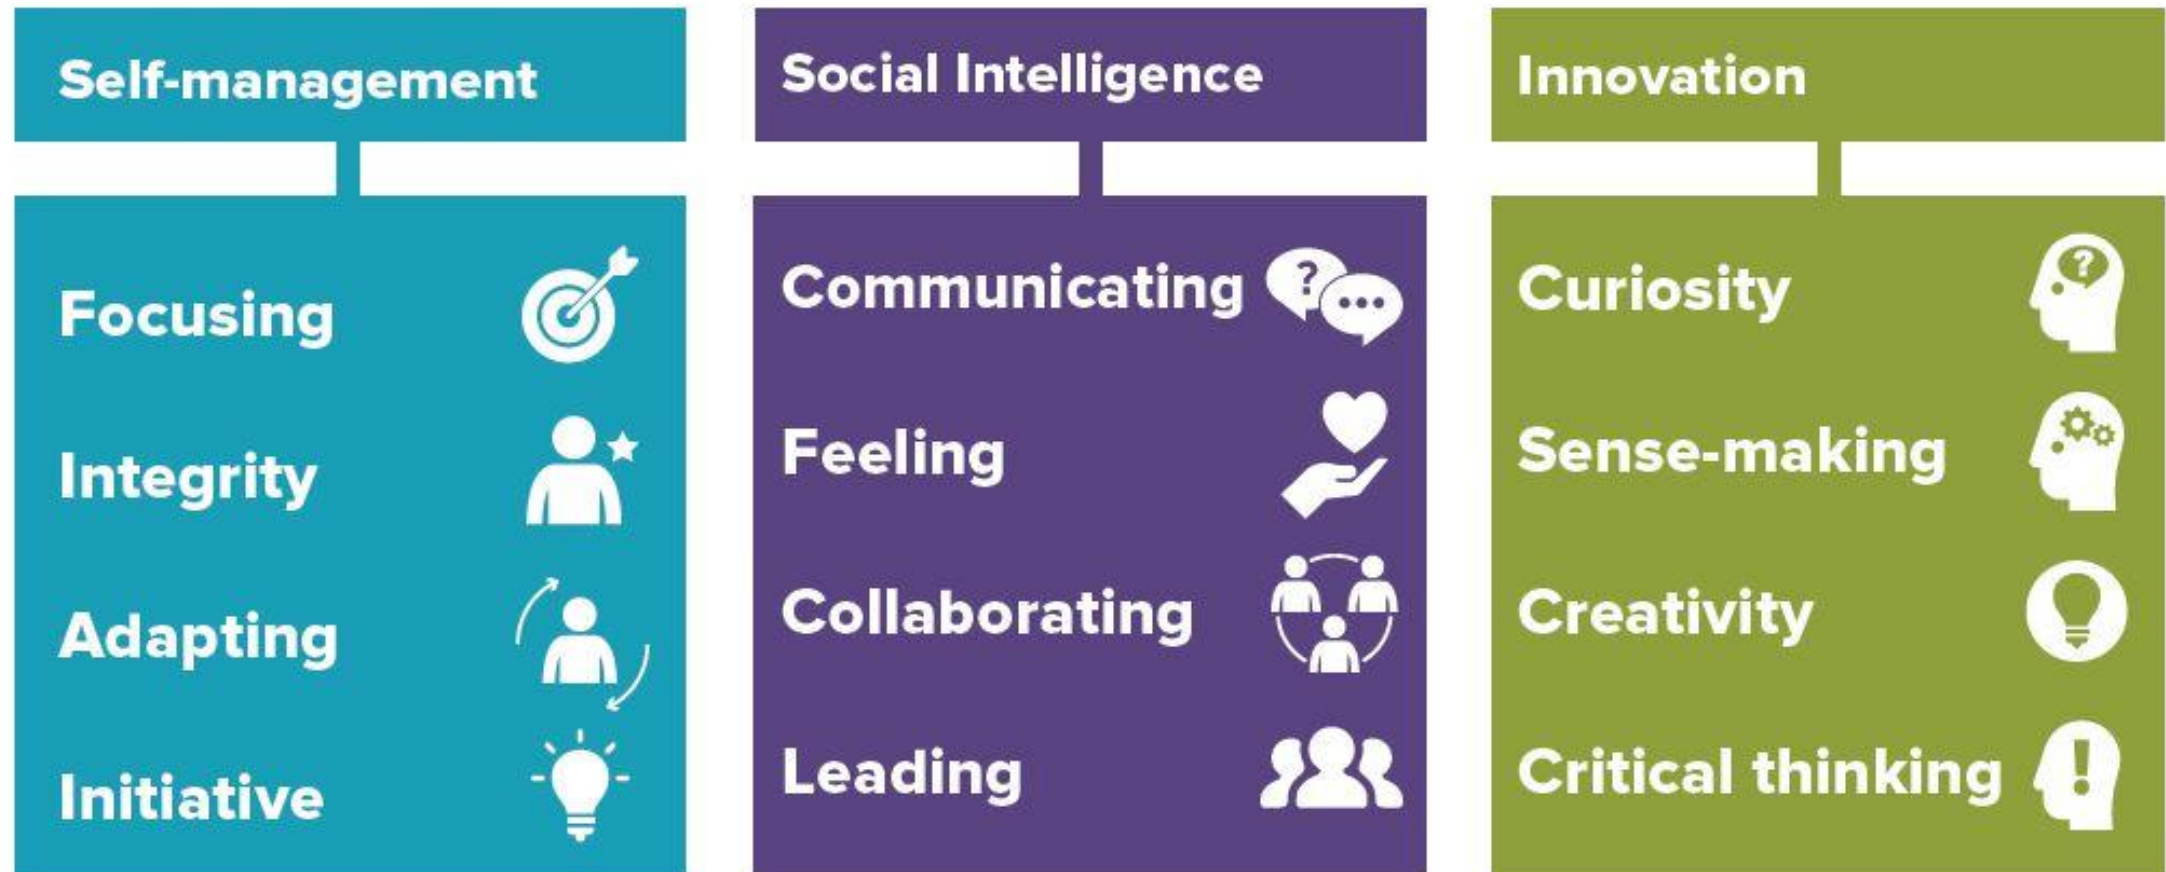 Self-management
Focusing
Integrity
Adapting
Initiative
Social Intelligence
Communicating
Feeling
Collaborating
Leading
Innovation
Curiosity
Sense-making
Creativity
Critical thinking